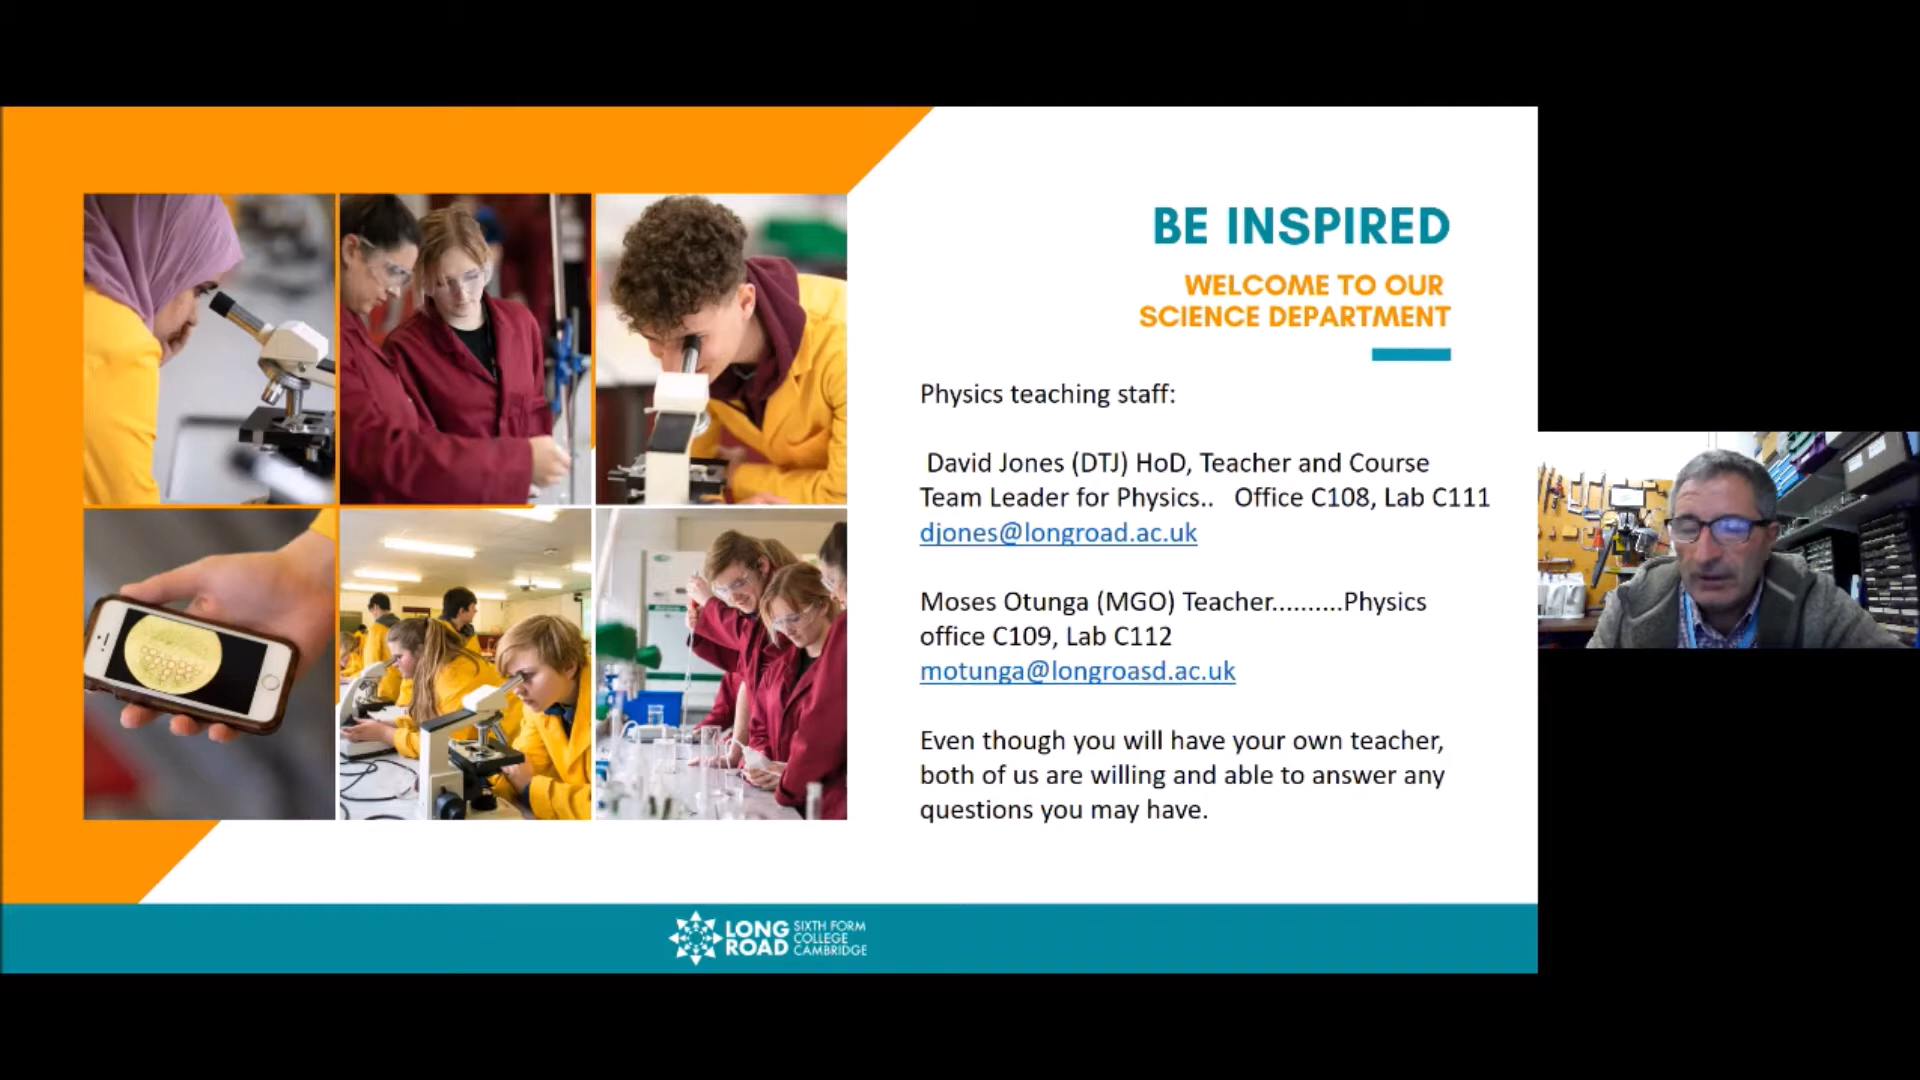 BE INSPIRED
WELCOME TO OUR
SCIENCE DEPARTMENT
Physics teaching staff:
David Jones (DTJ) HoD, Teacher and Course
Team Leader for Physics.. Office C108, Lab C111
djones@longroad.ac.uk
Moses Otunga (MGO) Teacher..........Physics
office C109, Lab C112
motunga@longroasd.ac.uk
Even though you will have your own teacher,
both of us are willing and able to answer any
questions you may have.
LONG ROAD
SIXTH FORM
COLLEGE
CAMBRIDGE